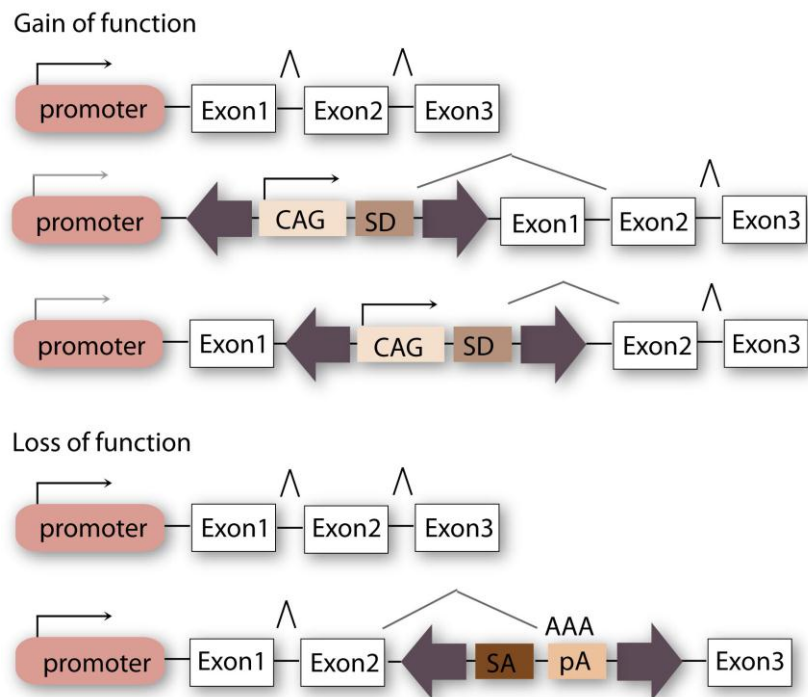 Gain of function
promoter Exon1 Exon2 Exon3
promoter CAG SD Exon1 Exon2 Exon3
promoter Exon1 CAG SD Exon2 Exon3
Loss of function
promoter Exon1 Exon2 Exon3
AAA
promoter Exon1 Exon2 SA pA Exon3